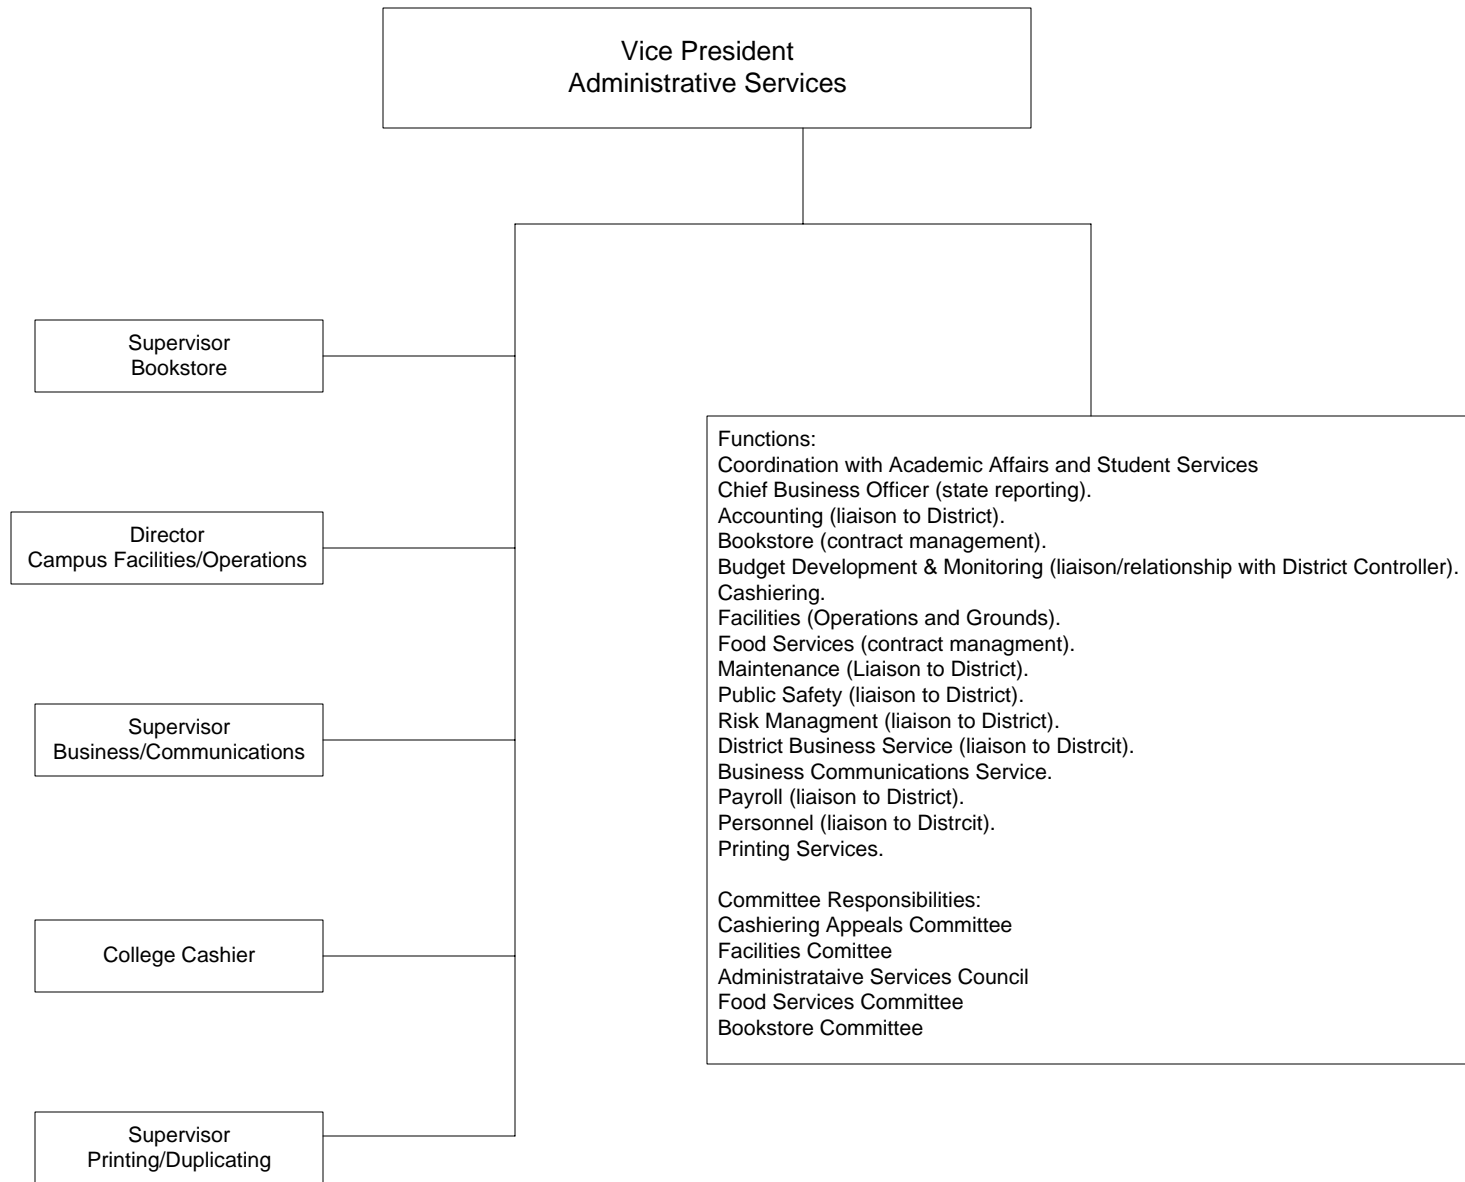 Vice President
Administrative Services
Supervisor
Bookstore
Director
Campus Facilities/Operations
Supervisor
Business/Communications
College Cashier
Supervisor
Printing/Duplicating
Functions:
Coordination with Academic Affairs and Student Services
Chief Business Officer (state reporting).
Accounting (liaison to District).
Bookstore (contract management).
Budget Development & Monitoring (liaison/relationship with District Controller).
Cashiering.
Facilities (Operations and Grounds).
Food Services (contract managment).
Maintenance (Liaison to District).
Public Safety (liaison to District).
Risk Managment (liaison to District).
District Business Service (liaison to Distrcit).
Business Communications Service.
Payroll (liaison to District).
Personnel (liaison to Distrcit).
Printing Services.
Committee Responsibilities:
Cashiering Appeals Committee
Facilities Comittee
Administrataive Services Council
Food Services Committee
Bookstore Committee